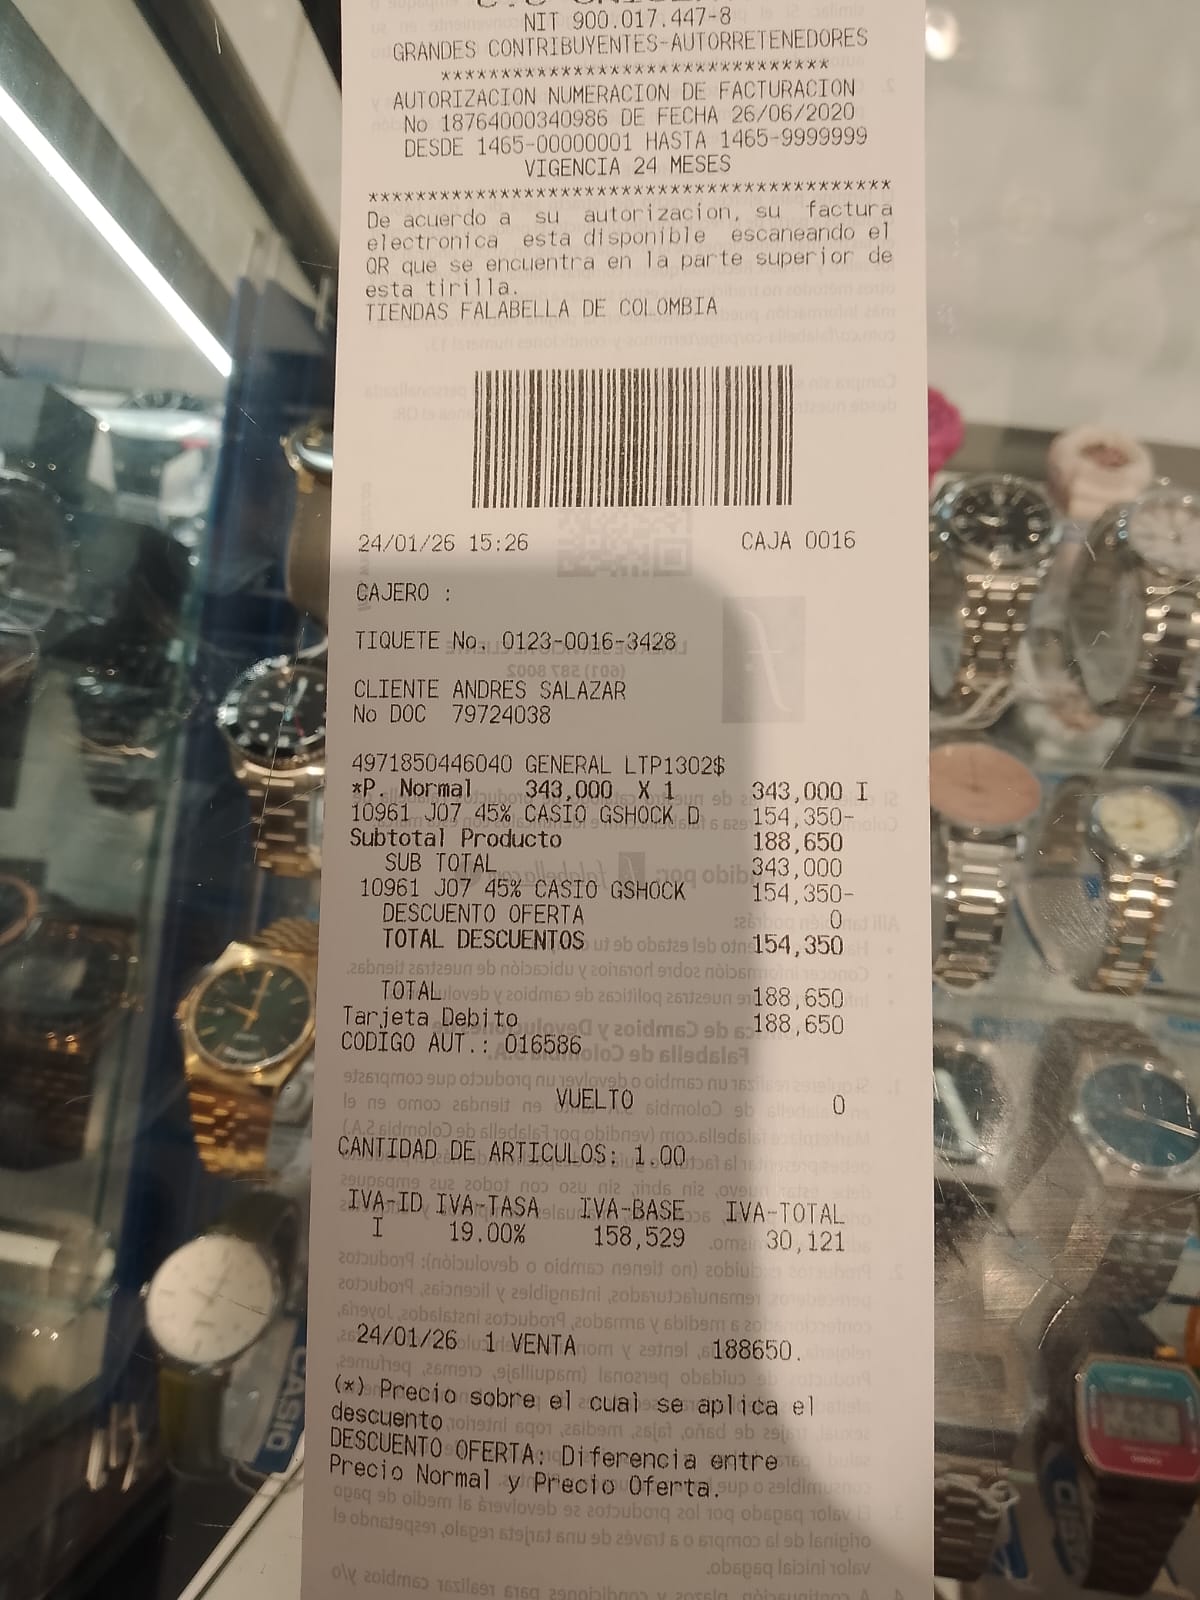 NIT 900.017.447-8
GRANDES CONTRIBUYENTES-AUTORRETENEDORES
*******************************
AUTORIZACION NUMERACION DE FACTURACION
No 18764000340986 DE FECHA 26/06/2020
DESDE 1465-00000001 HASTA 1465-9999999
VIGENCIA 24 MESES
******************************************
De acuerdo a su autorizacion, su factura
electronica esta disponible escaneando el
QR que se encuentra en la parte superior de
esta tirilla.
TIENDAS FALABELLA DE COLOMBIA
24/01/26 15:26 CAJA 0016
CAJERO :
TIQUETE No. 0123-0016-3428
CLIENTE ANDRES SALAZAR
No DOC 79724038
4971850446040 GENERAL LTP1302$
*P. Normal 343,000 X 1 343,000 I
10961 J07 45% CASIO GSHOCK D 154,350-
Subtotal Producto 188,650
SUB TOTAL 343,000
10961 J07 45% CASIO GSHOCK 154,350-
DESCUENTO OFERTA 0
TOTAL DESCUENTOS 154,350
TOTAL 188,650
Tarjeta Debito 188,650
CODIGO AUT.: 016586
VUELTO 0
CANTIDAD DE ARTICULOS: 1.00
IVA-ID IVA-TASA IVA-BASE IVA-TOTAL
I 19.00% 158,529 30,121
24/01/26 1 VENTA 188650.
(*) Precio sobre el cual se aplica el
descuento
DESCUENTO OFERTA: Diferencia entre
Precio Normal y Precio Oferta.
CASIO